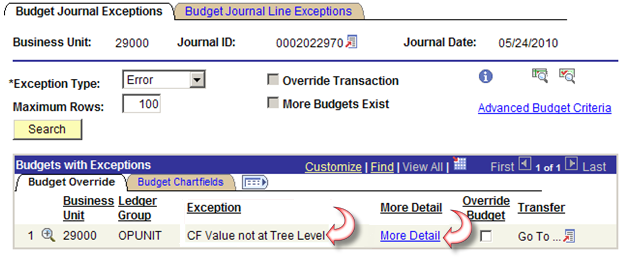 Budget Journal Exceptions Budget Journal Line Exceptions
Business Unit: 29000 Journal ID: 0002022970 Journal Date: 05/24/2010
*Exception Type: Error Override Transaction
Maximum Rows: 100 More Budgets Exist Advanced Budget Criteria
Search
Budgets with Exceptions Customize | Find | View All | First 1 of 1 Last
Budget Override Budget Chartfields
Business Unit Ledger Group Exception More Detail Override Budget Transfer
1 29000 OPUNIT CF Value not at Tree Level More Detail Go To ...